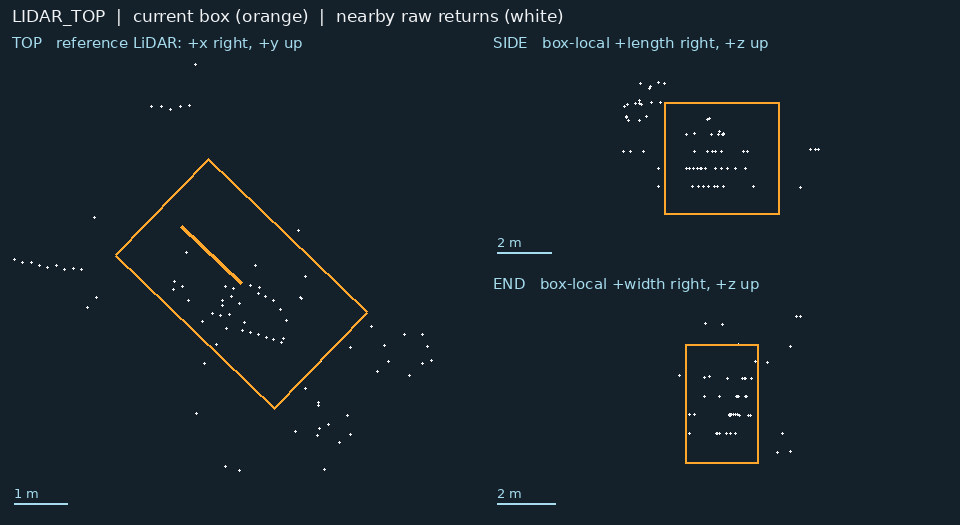 LIDAR_TOP | current box (orange) | nearby raw returns (white)
TOP reference LiDAR: +x right, +y up
SIDE box-local +length right, +z up
2 m
END box-local +width right, +z up
1 m
2 m